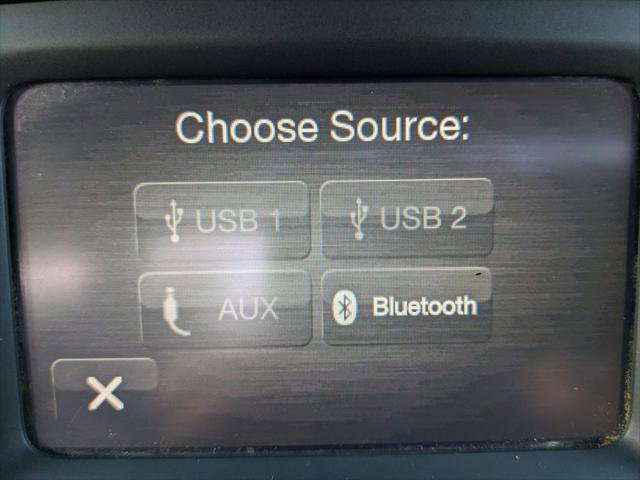 Choose Source:
USB 1
USB 2
AUX
Bluetooth